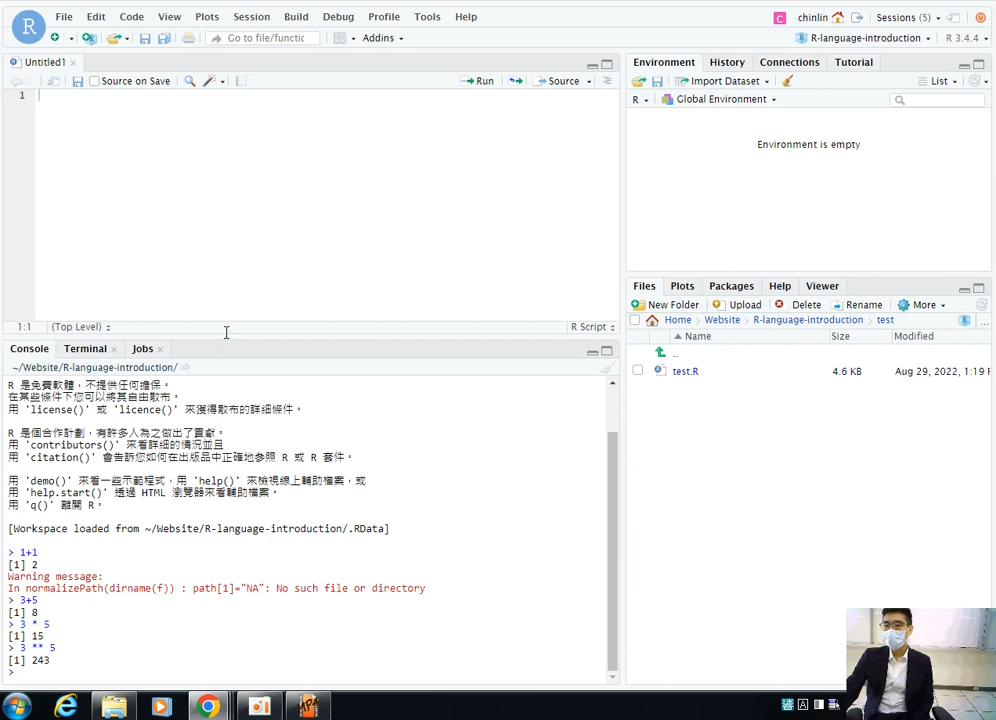 File Edit Code View Plots Session Build Debug Profile Tools Help
C chinlin Sessions (5)
R Go to file/functic Addins R-language-introduction R 3.4.4
Untitled1
Source on Save Run Source
1
1:1 (Top Level) R Script
Environment History Connections Tutorial
Import Dataset List
R Global Environment
Environment is empty
Files Plots Packages Help Viewer
New Folder Upload Delete Rename More
Home Website R-language-introduction test ...
Name Size Modified
..
test.R 4.6 KB Aug 29, 2022, 1:19 P
Console Terminal Jobs
~/Website/R-language-introduction/
R 是免費軟體，不提供任何擔保。
在某些條件下您可以將其自由散布。
用 'license()' 或 'licence()' 來獲得散布的詳細條件。
R 是個合作計劃，有許多人為之做出了貢獻.
用 'contributors()' 來看詳細的情況並且
用 'citation()' 會告訴您如何在出版品中正確地參照 R 或 R 套件。
用 'demo()' 來看一些示範程式，用 'help()' 來檢視線上輔助檔案，或
用 'help.start()' 透過 HTML 瀏覽器來看輔助檔案。
用 'q()' 離開 R。
[Workspace loaded from ~/Website/R-language-introduction/.RData]
> 1+1
[1] 2
Warning message:
In normalizePath(dirname(f)) : path[1]="NA": No such file or directory
> 3+5
[1] 8
> 3 * 5
[1] 15
> 3 ** 5
[1] 243
>
A